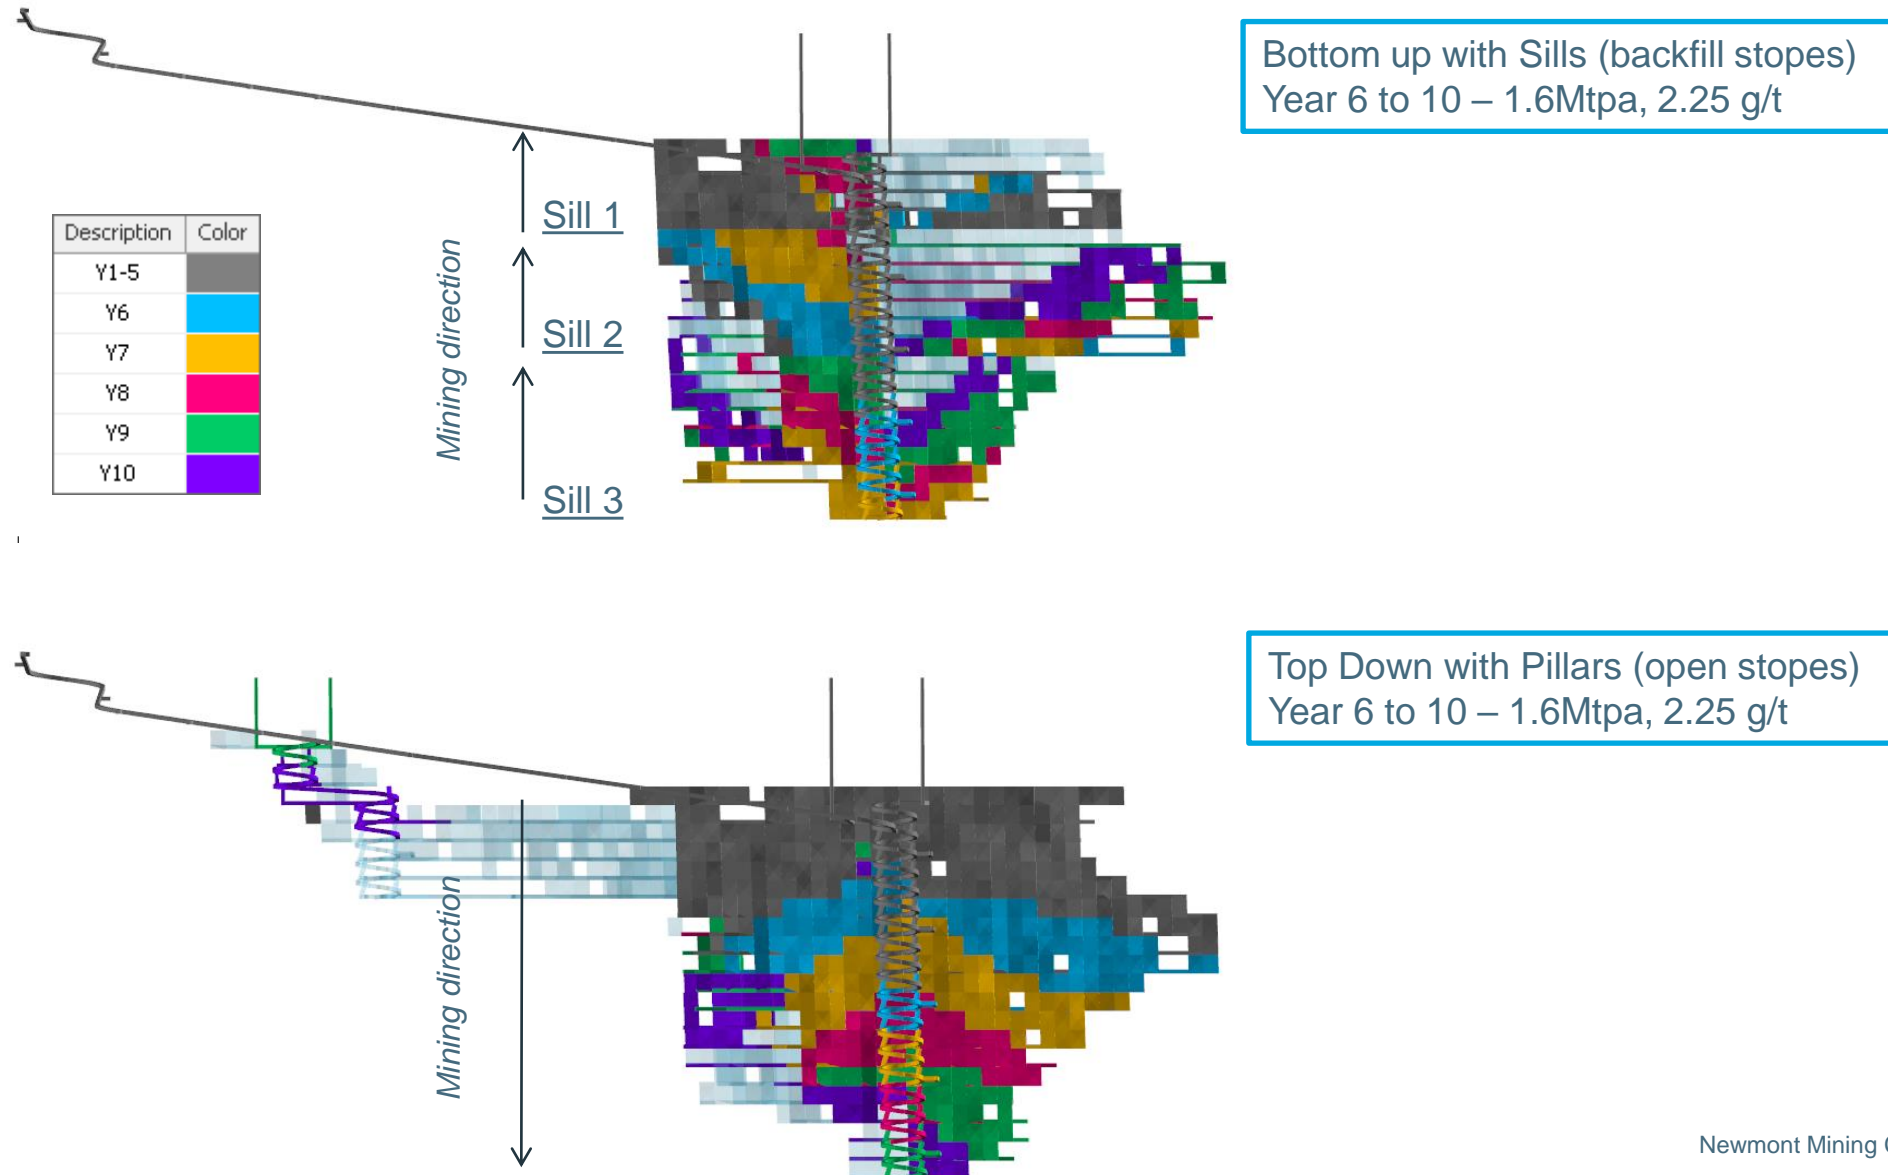 Bottom up with Sills (backfill stopes)
Year 6 to 10 – 1.6Mtpa, 2.25 g/t
Description Color
Y1-5
Y6
Y7
Y8
Y9
Y10
Mining direction
Sill 1
Sill 2
Sill 3
Top Down with Pillars (open stopes)
Year 6 to 10 – 1.6Mtpa, 2.25 g/t
Mining direction
Newmont Mining